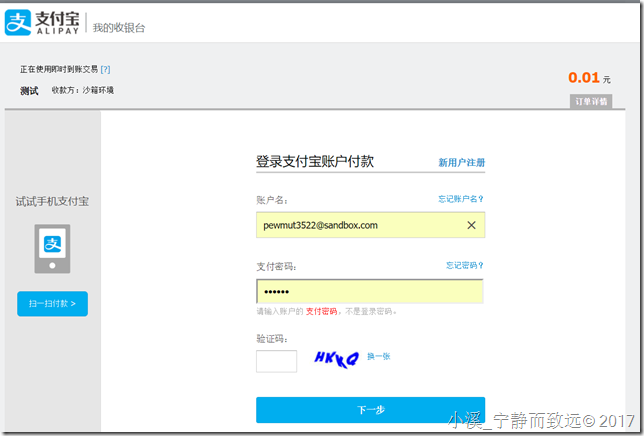 支付宝
ALIPAY
我的收银台
正在使用即时到账交易 [?]
测试 收款方：沙箱环境
0.01 元
订单详情
试试手机支付宝
扫一扫付款 >
登录支付宝账户付款 新用户注册
账户名： 忘记账户名？
pewmut3522@sandbox.com
支付密码： 忘记密码？
••••••
请输入账户的 支付密码，不是登录密码。
验证码：
HKXQ 换一张
下一步
小溪_宁静而致远© 2017